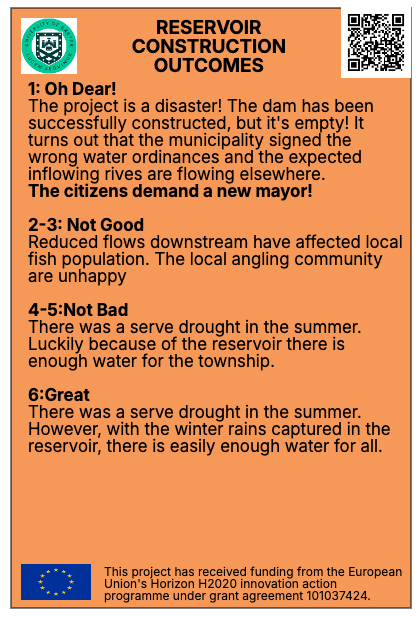 RESERVOIR
CONSTRUCTION
OUTCOMES
1: Oh Dear!
The project is a disaster! The dam has been
successfully constructed, but it's empty! It
turns out that the municipality signed the
wrong water ordinances and the expected
inflowing rives are flowing elsewhere.
The citizens demand a new mayor!
2-3: Not Good
Reduced flows downstream have affected local
fish population. The local angling community
are unhappy
4-5:Not Bad
There was a serve drought in the summer.
Luckily because of the reservoir there is
enough water for the township.
6:Great
There was a serve drought in the summer.
However, with the winter rains captured in the
reservoir, there is easily enough water for all.
This project has received funding from the European
Union's Horizon H2020 innovation action
programme under grant agreement 101037424.